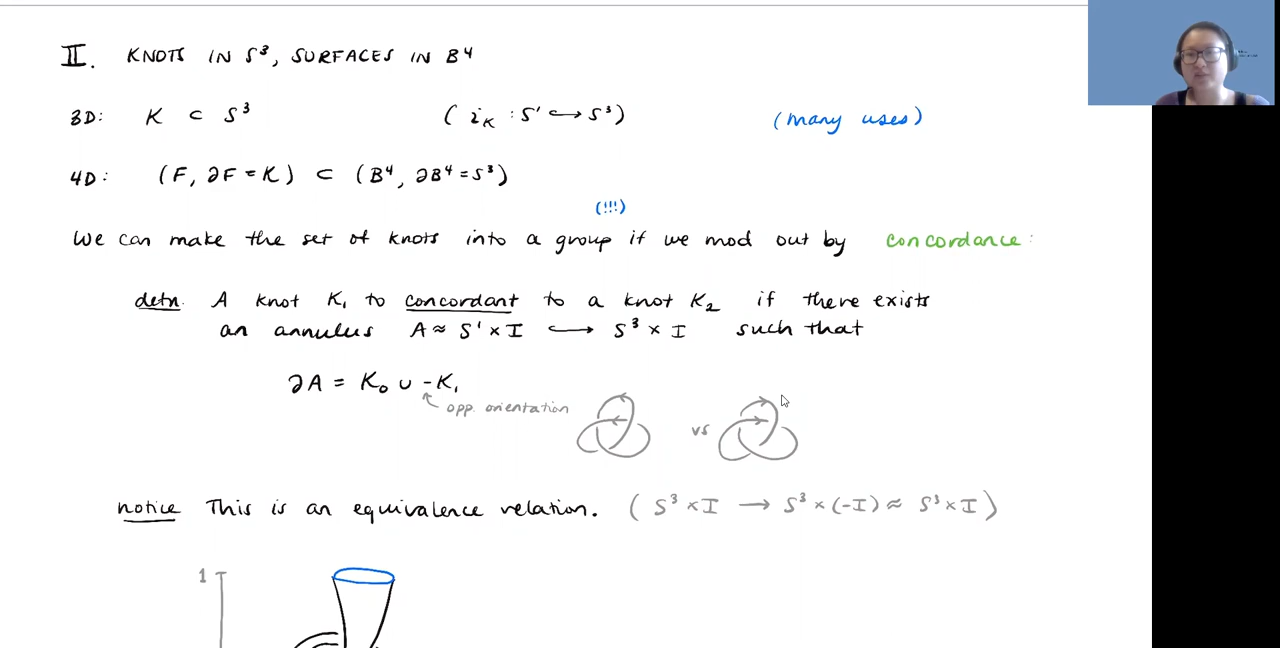 II. KNOTS IN S³, SURFACES IN B⁴
3D: K ⊂ S³ (i_K : S¹ ↪ S³) (many uses)
4D: (F, ∂F = K) ⊂ (B⁴, ∂B⁴ = S³)
(!!!)
We can make the set of knots into a group if we mod out by concordance:
defn. A knot K₁ to concordant to a knot K₂ if there exists
an annulus A ≈ S¹ × I ↪ S³ × I such that
∂A = K₀ ∪ -K₁
opp. orientation
vs
notice This is an equivalence relation. (S³ × I → S³ × (-I) ≈ S³ × I)
1